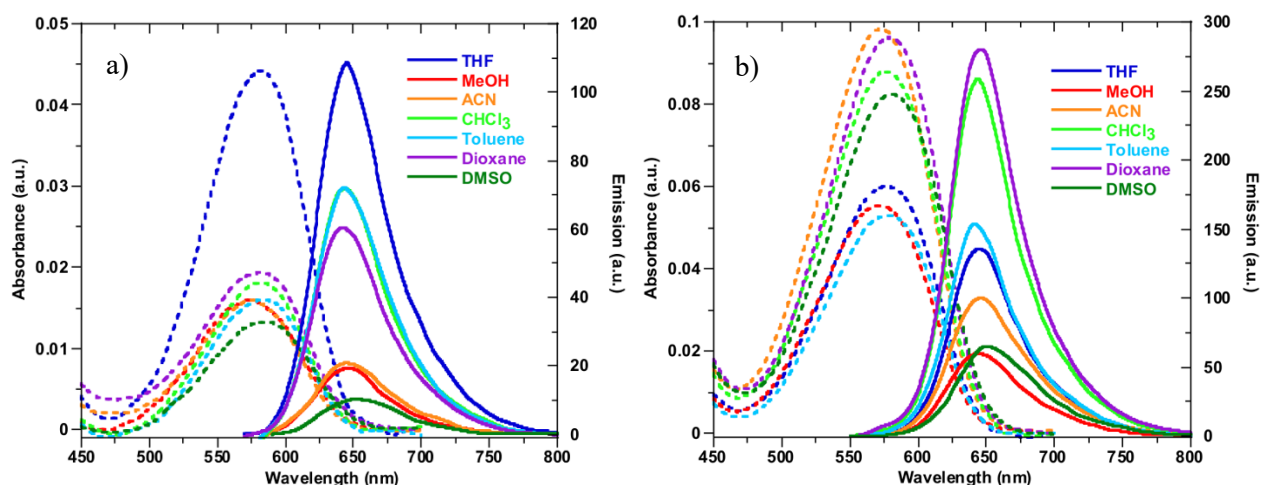 a)
0.05
0.04
0.03
0.02
0.01
0
Absorbance (a.u.)
120
100
80
60
40
20
0
Emission (a.u.)
THF
MeOH
ACN
CHCl3
Toluene
Dioxane
DMSO
450 500 550 600 650 700 750 800
Wavelength (nm)
b)
0.1
0.08
0.06
0.04
0.02
0
Absorbance (a.u.)
300
250
200
150
100
50
0
Emission (a.u.)
THF
MeOH
ACN
CHCl3
Toluene
Dioxane
DMSO
450 500 550 600 650 700 750 800
Wavelength (nm)